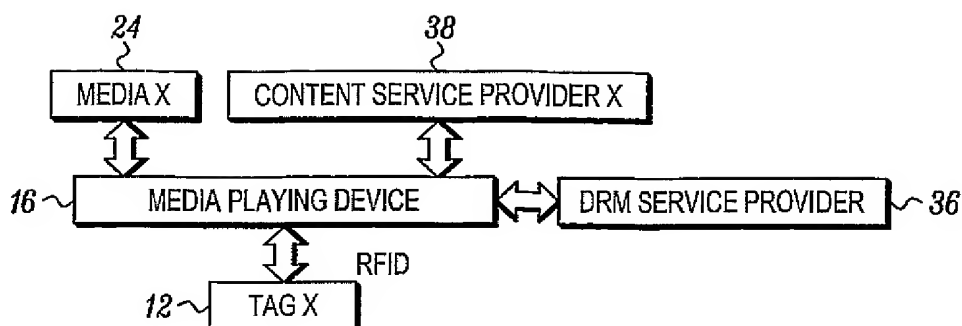 24
38
MEDIA X
CONTENT SERVICE PROVIDER X
16
MEDIA PLAYING DEVICE
DRM SERVICE PROVIDER
36
RFID
12
TAG X